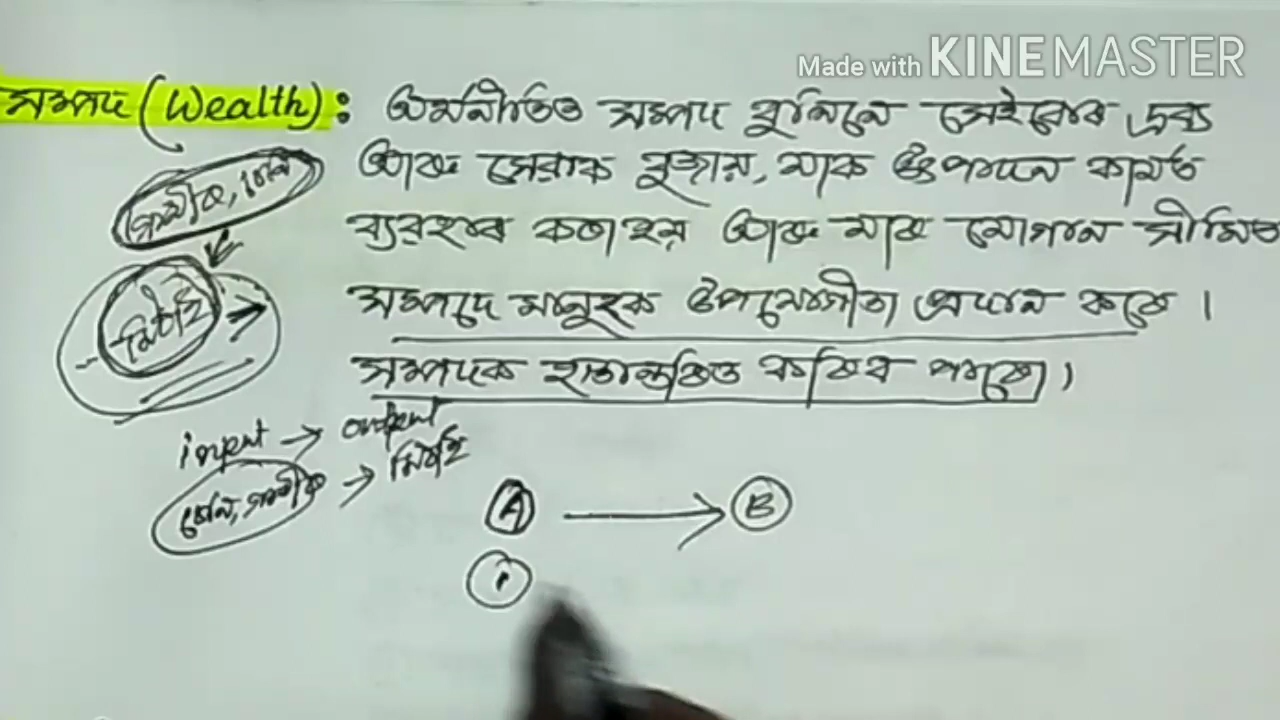 Made with KINEMASTER
সম্পদ (Wealth): অৰ্থনীতিত সম্পদ বুলিলে সেইবোৰ দ্ৰব্য
আৰু সেৱাক বুজায়, যাক উৎপাদন কাৰ্যত
ব্যৱহাৰ কৰা হয় আৰু যাৰ যোগান সীমিত
সম্পদে মানুহক উপযোগীতা প্ৰদান কৰে।
সম্পদক হস্তান্তৰিত কৰিব পাৰো।
গাখীৰ, চেনি
মিঠাই
input → output
চেনি, গাখীৰ → মিঠাই
A → B